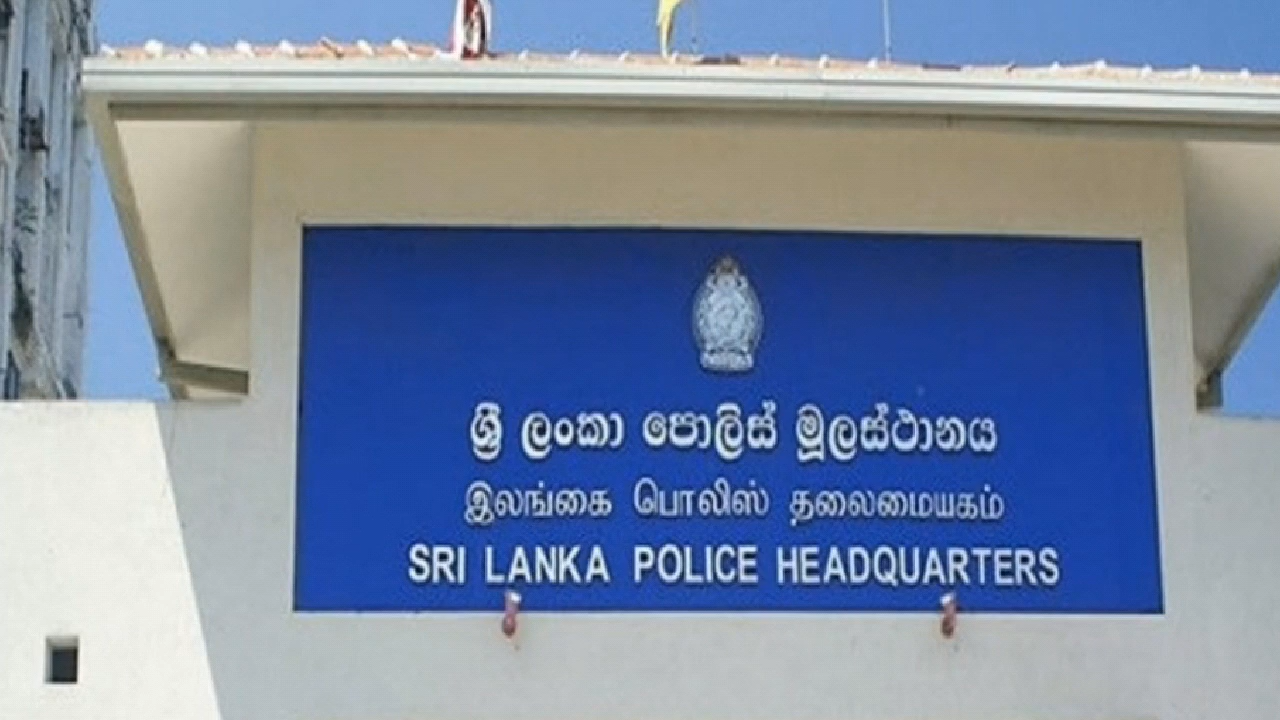 ශ්‍රී ලංකා පොලිස් මූලස්ථානය
இலங்கை பொலிஸ் தலைமையகம்
SRI LANKA POLICE HEADQUARTERS